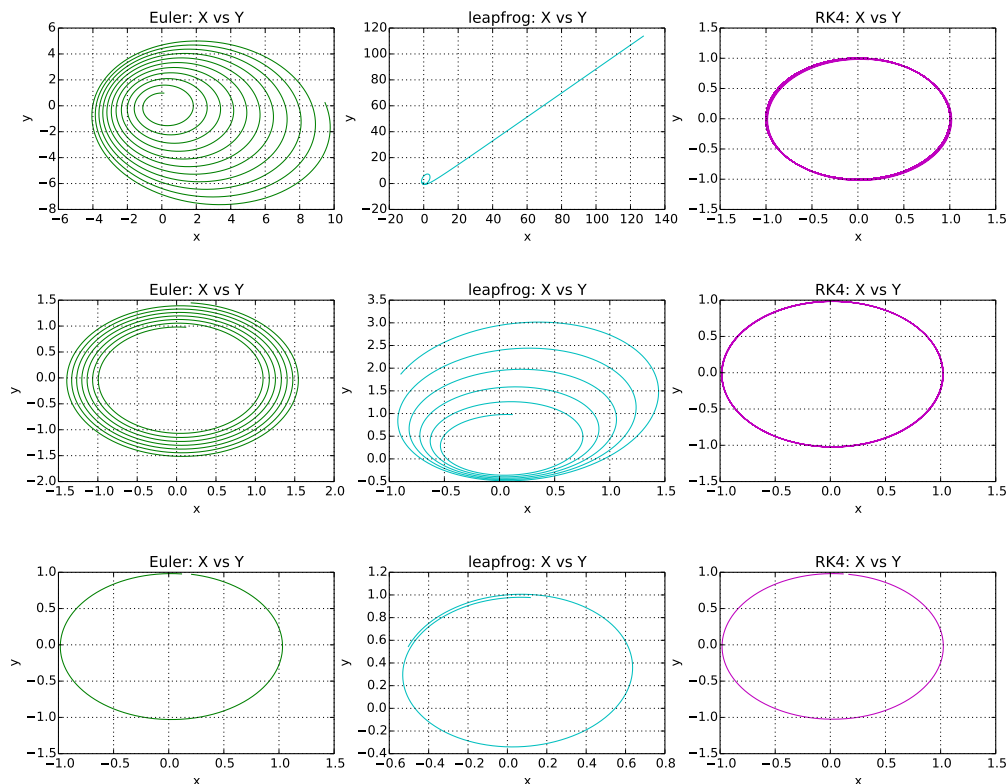 Euler: X vs Y
6
4
2
0
−2
−4
−6
−8
y
−6 −4 −2 0 2 4 6 8 10
x
leapfrog: X vs Y
120
100
80
60
40
20
0
−20
y
−20 0 20 40 60 80 100 120 140
x
RK4: X vs Y
1.5
1.0
0.5
0.0
−0.5
−1.0
−1.5
y
−1.5 −1.0 −0.5 0.0 0.5 1.0 1.5
x
Euler: X vs Y
1.5
1.0
0.5
0.0
−0.5
−1.0
−1.5
−2.0
y
−1.5 −1.0 −0.5 0.0 0.5 1.0 1.5 2.0
x
leapfrog: X vs Y
3.5
3.0
2.5
2.0
1.5
1.0
0.5
0.0
−0.5
y
−1.0 −0.5 0.0 0.5 1.0 1.5
x
RK4: X vs Y
1.0
0.5
0.0
−0.5
−1.0
−1.5
y
−1.0 −0.5 0.0 0.5 1.0 1.5
x
Euler: X vs Y
1.0
0.5
0.0
−0.5
−1.0
−1.5
y
−1.0 −0.5 0.0 0.5 1.0 1.5
x
leapfrog: X vs Y
1.2
1.0
0.8
0.6
0.4
0.2
0.0
−0.2
−0.4
y
−0.6 −0.4 −0.2 0.0 0.2 0.4 0.6 0.8
x
RK4: X vs Y
1.0
0.5
0.0
−0.5
−1.0
−1.5
y
−1.0 −0.5 0.0 0.5 1.0 1.5
x